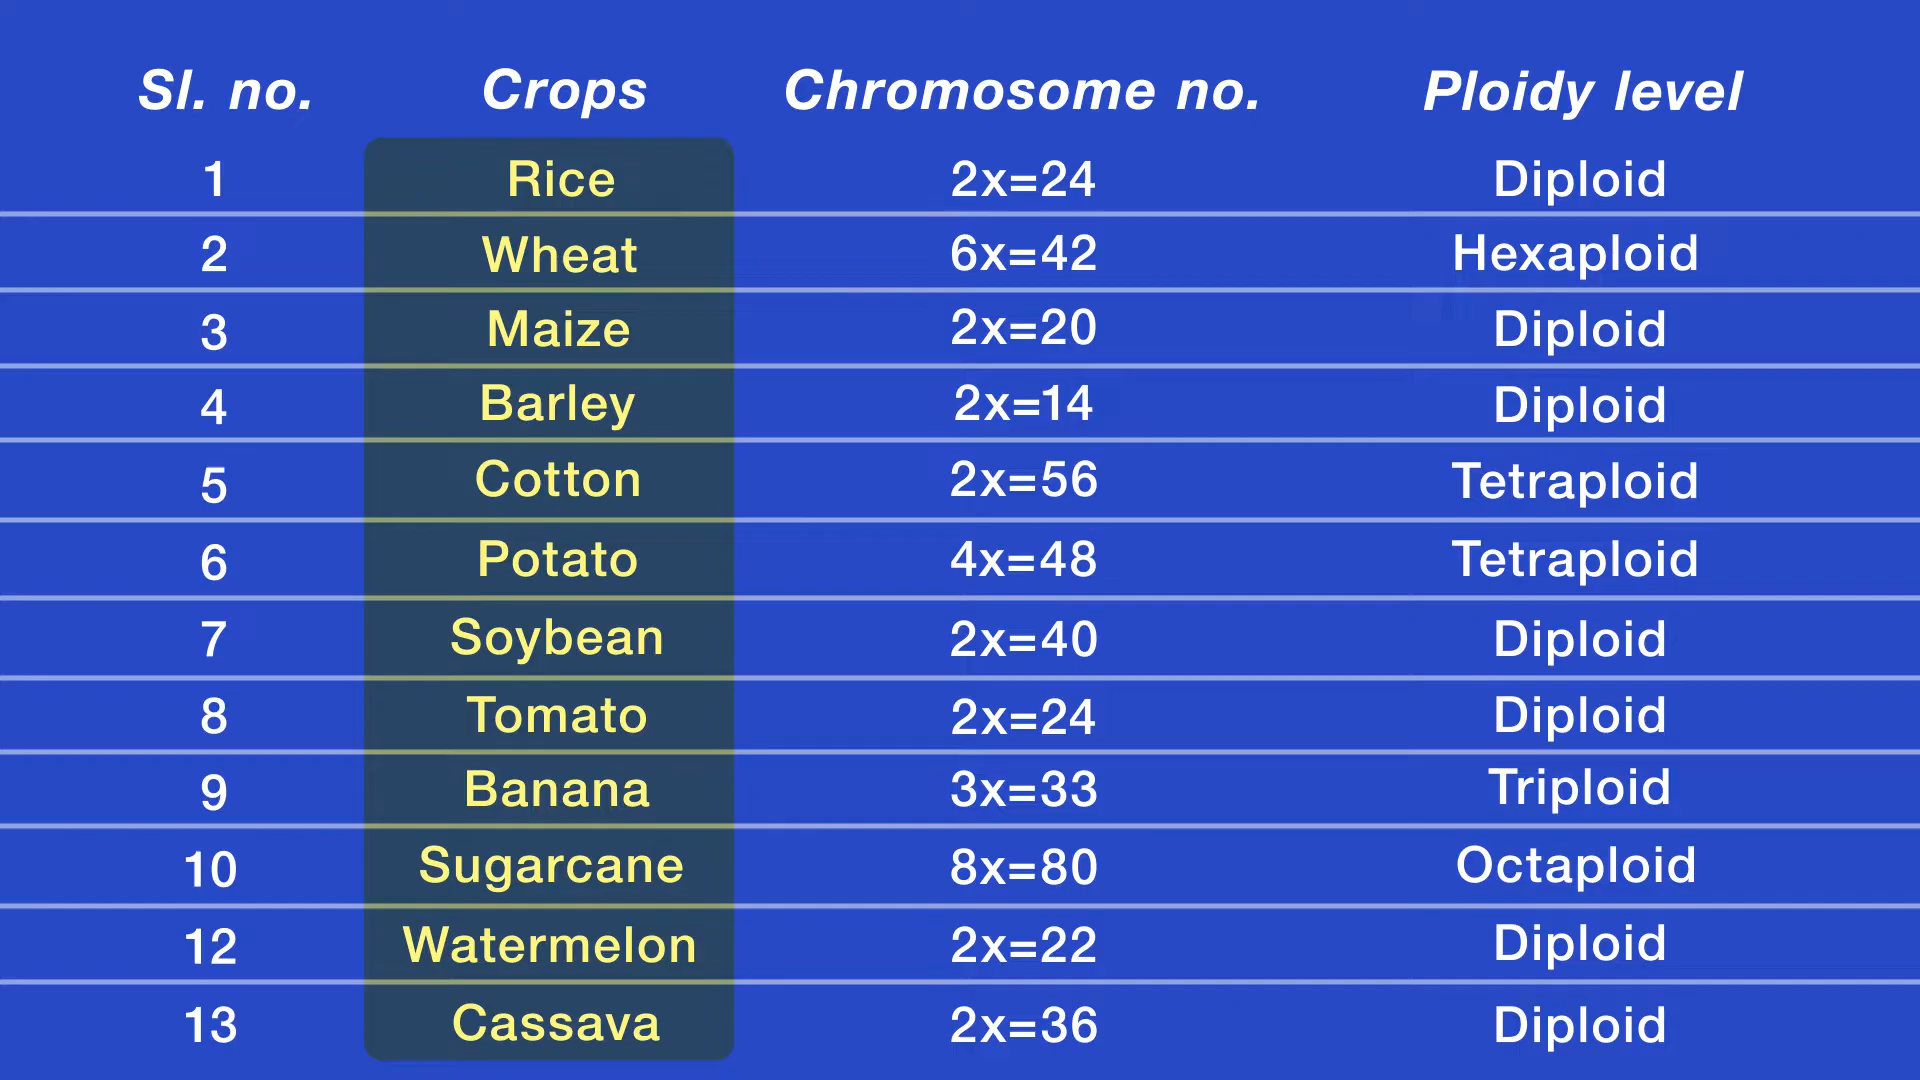 Sl. no. Crops Chromosome no. Ploidy level
1 Rice 2x=24 Diploid
2 Wheat 6x=42 Hexaploid
3 Maize 2x=20 Diploid
4 Barley 2x=14 Diploid
5 Cotton 2x=56 Tetraploid
6 Potato 4x=48 Tetraploid
7 Soybean 2x=40 Diploid
8 Tomato 2x=24 Diploid
9 Banana 3x=33 Triploid
10 Sugarcane 8x=80 Octaploid
12 Watermelon 2x=22 Diploid
13 Cassava 2x=36 Diploid